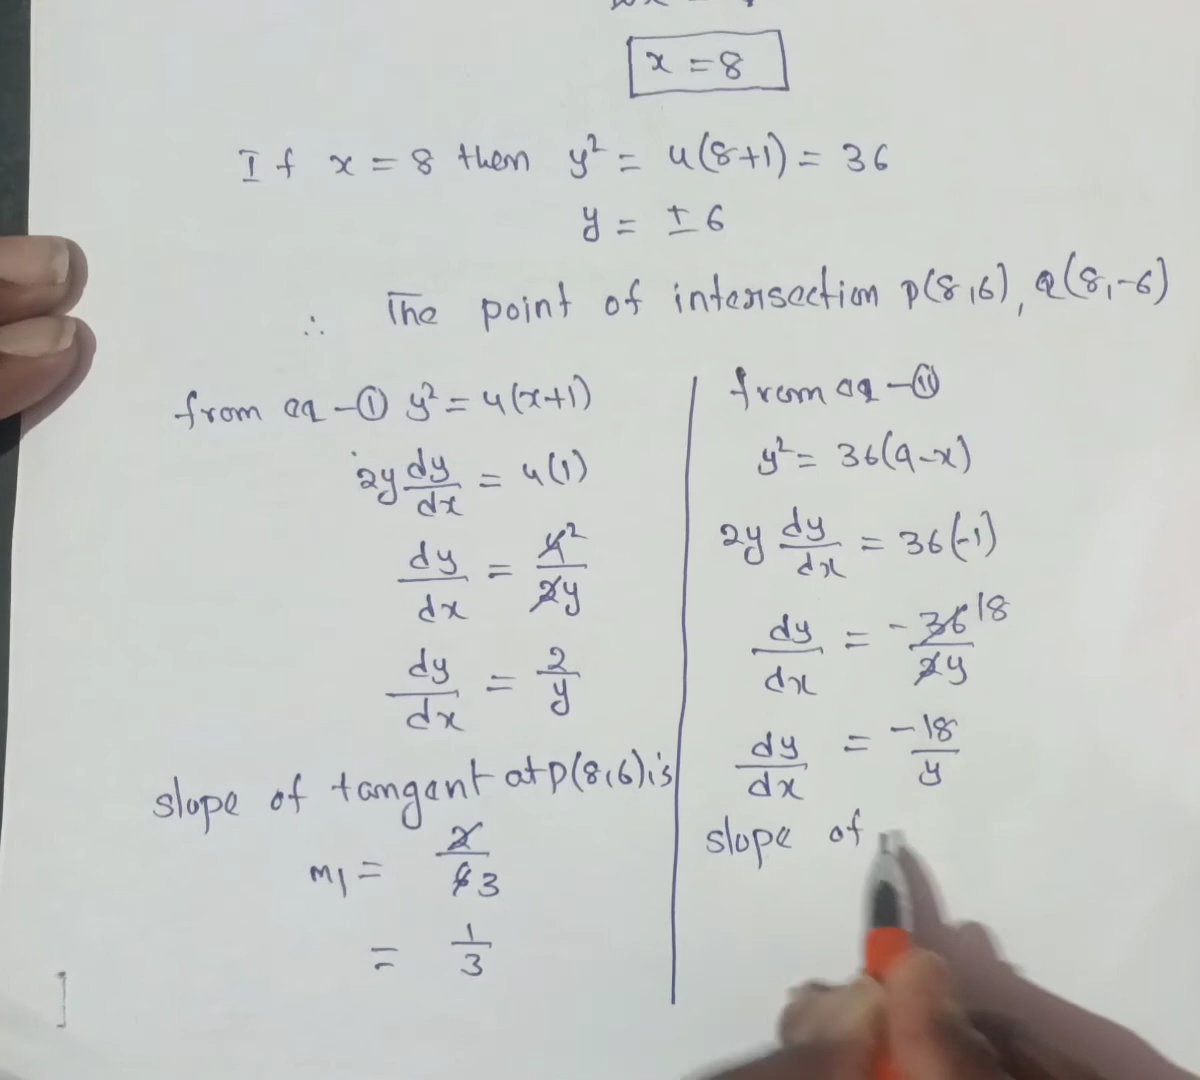 x = 8
If x = 8 then y² = 4(8+1) = 36
y = ±6
∴ The point of intersection P(8,6), Q(8,-6)
from eq - ① y² = 4(x+1)
2y dy/dx = 4(1)
dy/dx = 4 2/2y
dy/dx = 2/y
slope of tangent at P(8,6) is
m₁ = 2/6 3
= 1/3
]
from eq - ⑪
y² = 36(9-x)
2y dy/dx = 36(-1)
dy/dx = -36 18/2y
dy/dx = -18/y
slope of